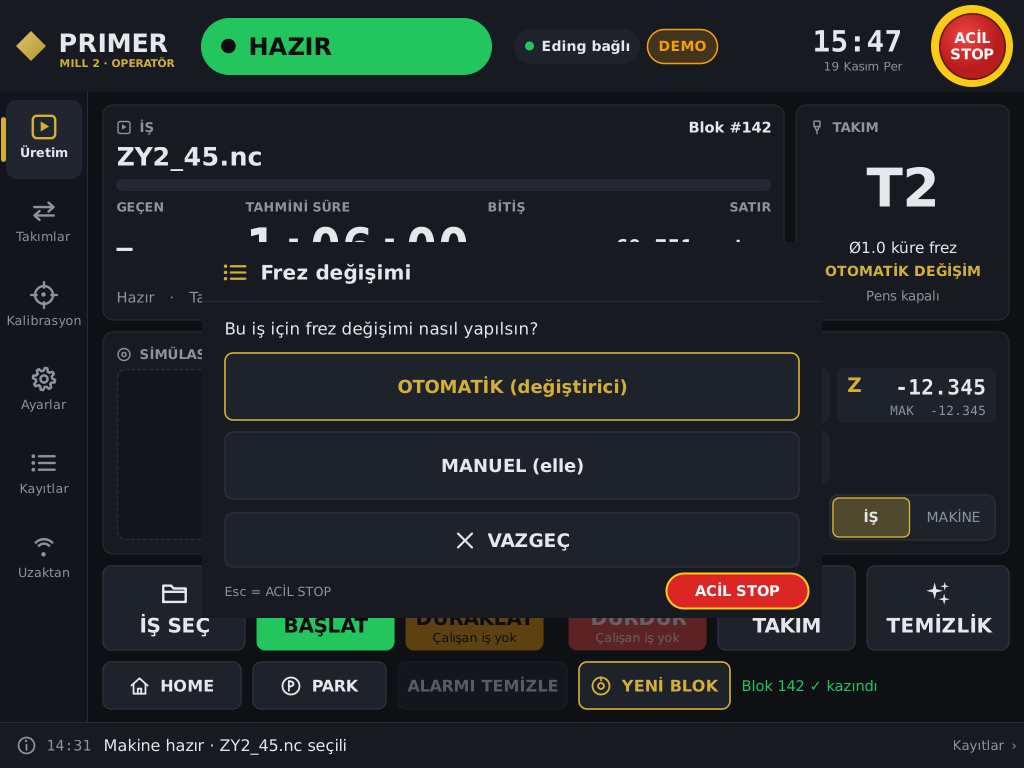 PRIMER
MILL 2 · OPERATÖR
HAZIR
Eding bağlı
DEMO
15:47
19 Kasım Per
ACİL
STOP
Üretim
Takımlar
Kalibrasyon
Ayarlar
Kayıtlar
Uzaktan
İŞ
Blok #142
ZY2_45.nc
GEÇEN
TAHMİNİ SÜRE
BİTİŞ
SATIR
—
1:06:00
Hazır ·
TAKIM
T2
Ø1.0 küre frez
OTOMATİK DEĞİŞİM
Pens kapalı
Frez değişimi
Bu iş için frez değişimi nasıl yapılsın?
OTOMATİK (değiştirici)
MANUEL (elle)
VAZGEÇ
Esc = ACİL STOP
ACİL STOP
Z -12.345
MAK -12.345
İŞ
MAKİNE
İŞ SEÇ
BAŞLAT
DURAKLAT
Çalışan iş yok
DURDUR
Çalışan iş yok
TAKIM
TEMİZLİK
HOME
PARK
ALARMI TEMİZLE
YENİ BLOK
Blok 142 ✓ kazındı
14:31 Makine hazır · ZY2_45.nc seçili
Kayıtlar ›